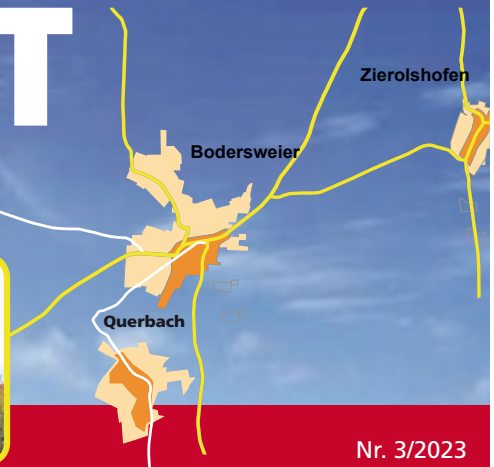 T
Zierolshofen
Bodersweier
Querbach
Nr. 3/2023